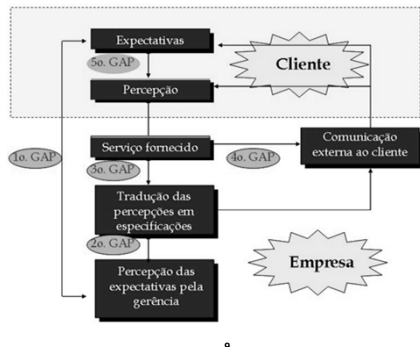 Expectativas
5o. GAP
Cliente
Percepção
1o. GAP
Serviço fornecido
4o. GAP
Comunicação
externa ao cliente
3o. GAP
Tradução das
percepções em
especificações
2o. GAP
Percepção das
expectativas pela
gerência
Empresa